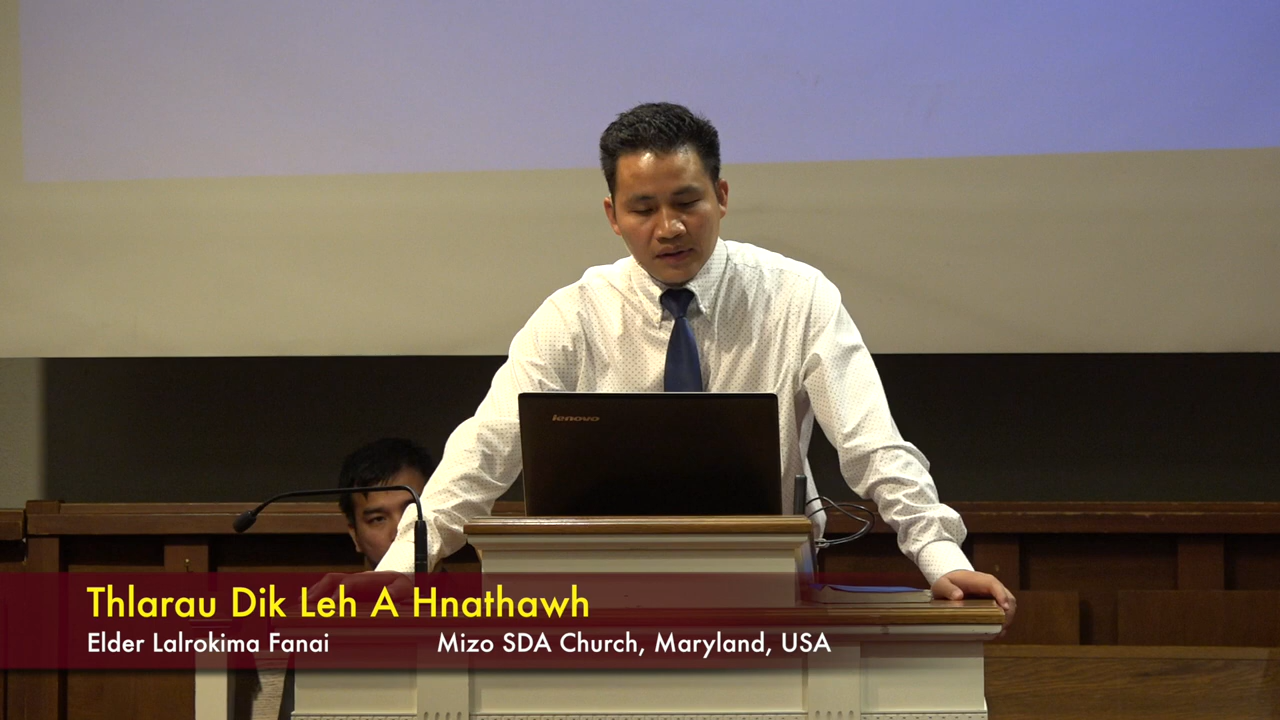 lenovo
Thlarau Dik Leh A Hnathawh
Elder Lalrokima Fanai Mizo SDA Church, Maryland, USA